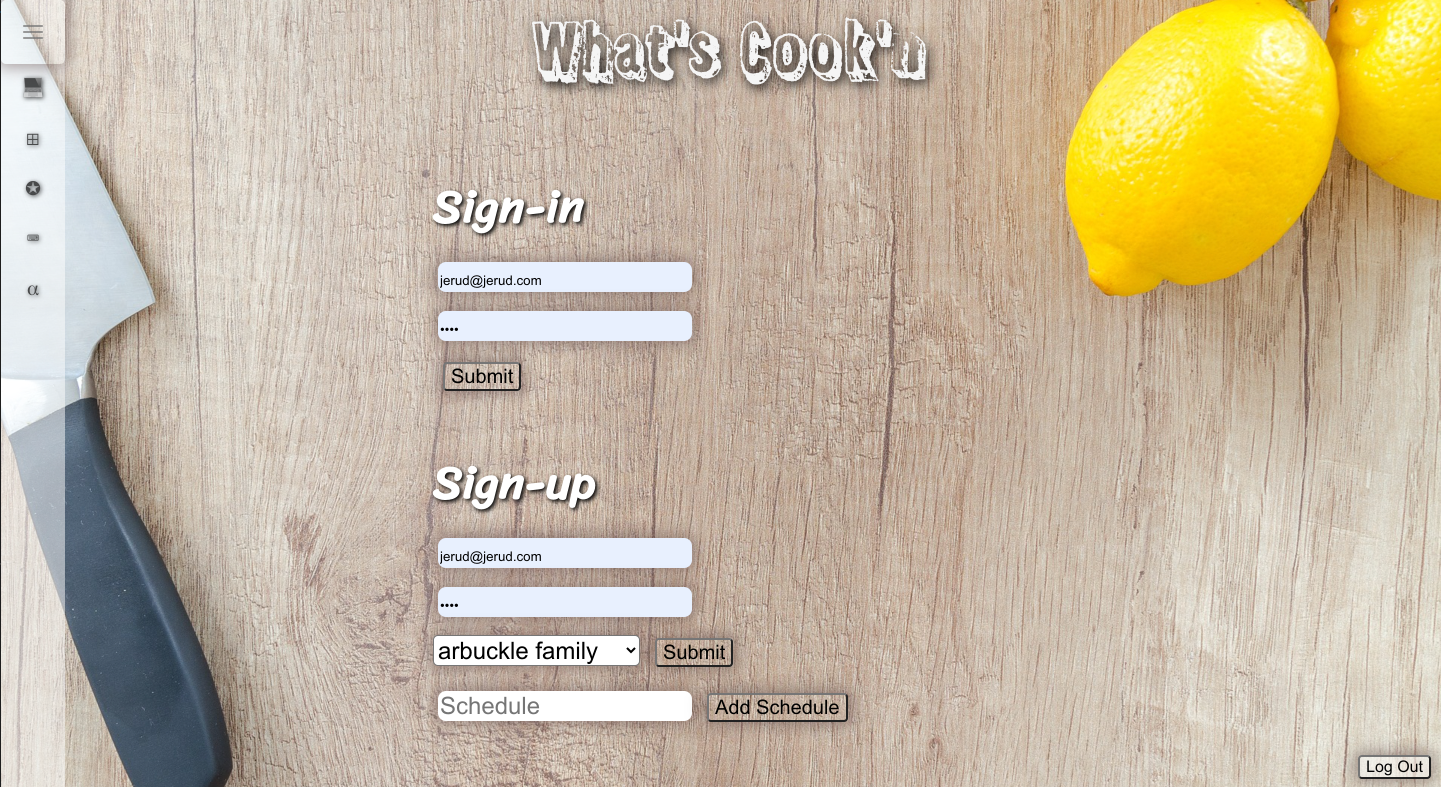 What's Cook'n
Sign-in
jerud@jerud.com
••••
Submit
Sign-up
jerud@jerud.com
••••
arbuckle family Submit
Schedule Add Schedule
Log Out
α